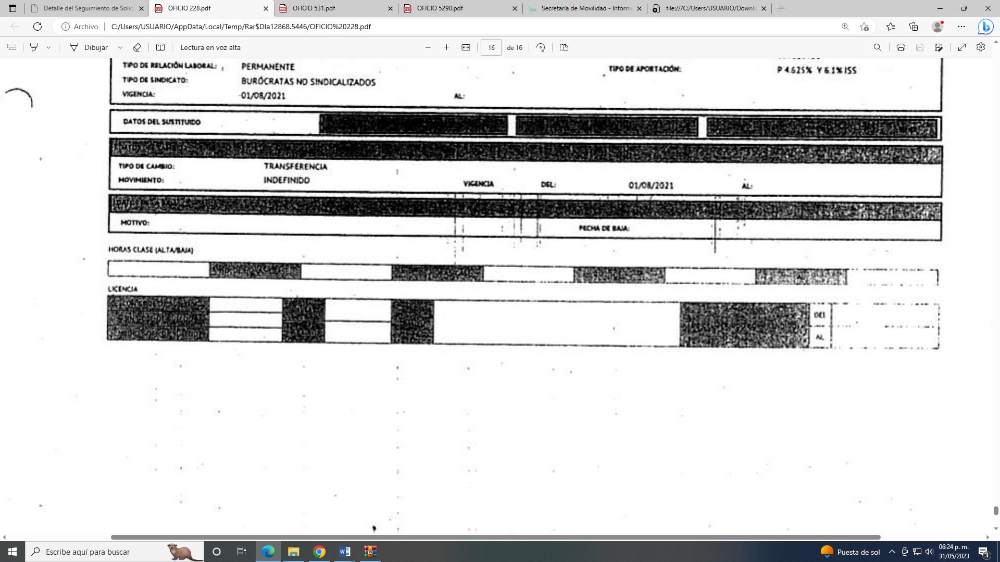 Detalle del Seguimiento de Solici
OFICIO 228.pdf
OFICIO 531.pdf
OFICIO 5290.pdf
Secretaría de Movilidad - Inform
file:///C:/Users/USUARIO/Downl
Archivo
C:/Users/USUARIO/AppData/Local/Temp/Rar$DIa12868.5446/OFICIO%20228.pdf
Dibujar
Lectura en voz alta
16 de 16
TIPO DE RELACIÓN LABORAL: PERMANENTE TIPO DE APORTACIÓN: P 4.625% Y 6.1% ISS
TIPO DE SINDICATO: BURÓCRATAS NO SINDICALIZADOS
VIGENCIA: 01/08/2021 AL:
DATOS DEL SUSTITUIDO
TIPO DE CAMBIO: TRANSFERENCIA
MOVIMIENTO: INDEFINIDO VIGENCIA DEL: 01/08/2021 AL:
MOTIVO: FECHA DE BAJA:
HORAS CLASE (ALTA/BAJA)
LICENCIA
DEL
AL
Escribe aquí para buscar
Puesta de sol
06:24 p. m.
31/05/2023
3